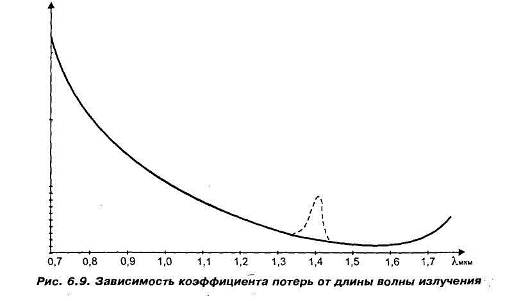 0,7 0,8 0,9 1,0 1,1 1,2 1,3 1,4 1,5 1,6 1,7 λ,мкм
Рис. 6.9. Зависимость коэффициента потерь от длины волны излучения